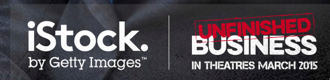 iStock.
by Getty Images™
UNFINISHED
BUSINESS
IN THEATRES MARCH 2015